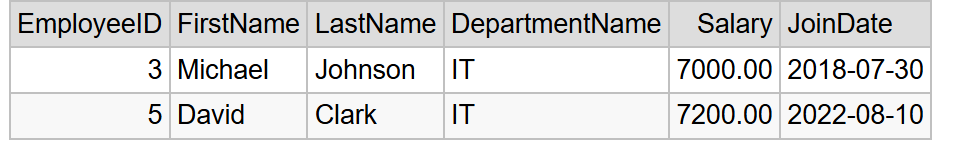 EmployeeID FirstName LastName DepartmentName Salary JoinDate
3 Michael Johnson IT 7000.00 2018-07-30
5 David Clark IT 7200.00 2022-08-10